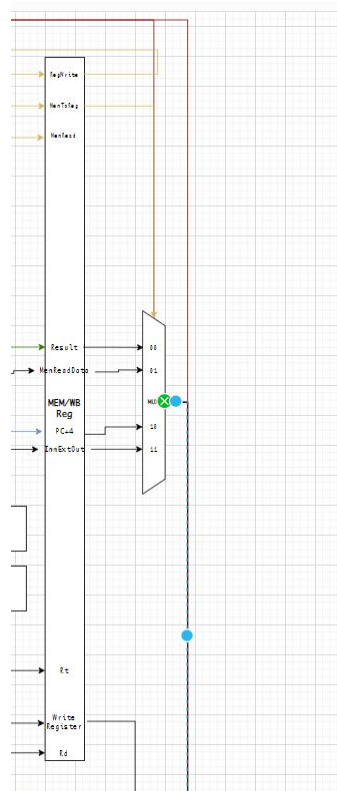 RegWrite
MemToReg
MemRead
Result
00
MemReadData
01
MEM/WB
Reg
10
PC+4
ImmExtOut
11
Rt
Write
Register
Rd